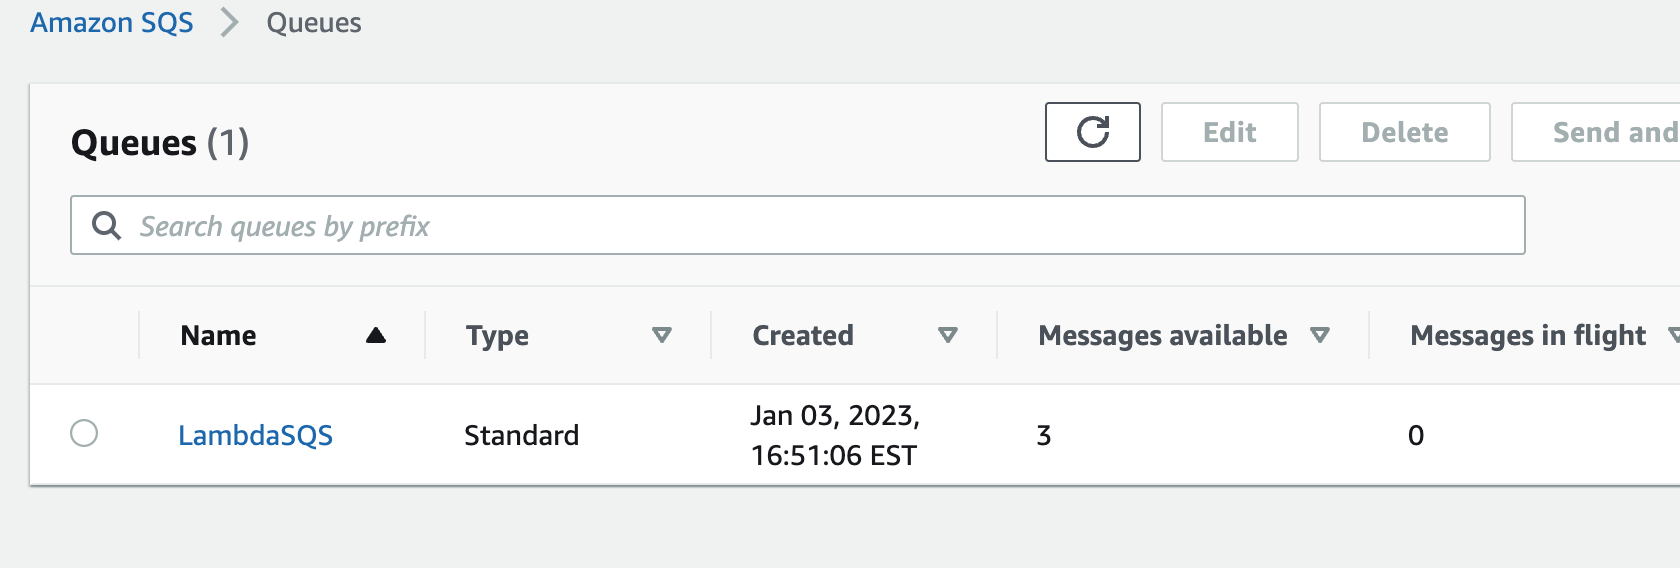 Amazon SQS > Queues
Queues (1)
Edit
Delete
Send and
Search queues by prefix
Name Type Created Messages available Messages in flight
LambdaSQS Standard Jan 03, 2023, 16:51:06 EST 3 0